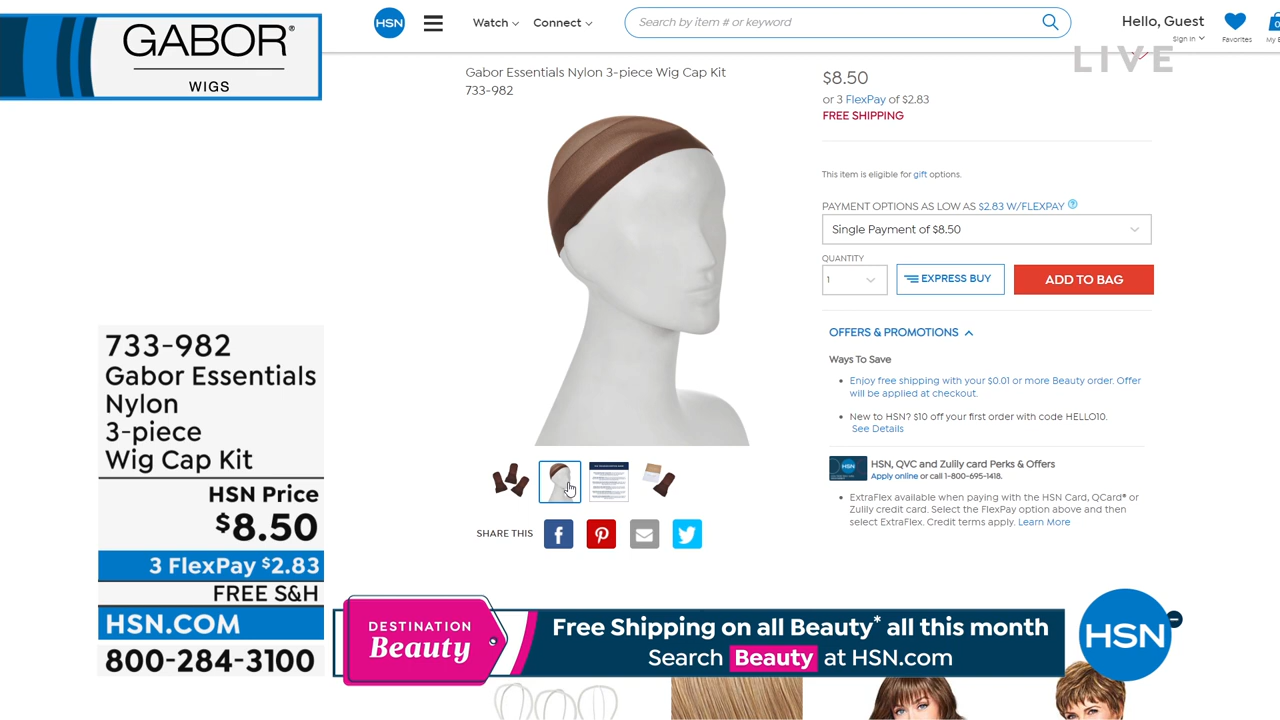 GABOR®
WIGS
HSN
Watch
Connect
Search by item # or keyword
Hello, Guest
Sign In
Favorites
LIVE
Gabor Essentials Nylon 3-piece Wig Cap Kit
733-982
$8.50
or 3 FlexPay of $2.83
FREE SHIPPING
This item is eligible for gift options.
PAYMENT OPTIONS AS LOW AS $2.83 W/FLEXPAY ?
Single Payment of $8.50
QUANTITY
1
EXPRESS BUY
ADD TO BAG
OFFERS & PROMOTIONS
Ways To Save
• Enjoy free shipping with your $0.01 or more Beauty order. Offer
will be applied at checkout.
• New to HSN? $10 off your first order with code HELLO10.
See Details
HSN, QVC and Zulily card Perks & Offers
Apply online or call 1-800-695-1418.
• ExtraFlex available when paying with the HSN Card, QCard® or
Zulily credit card. Select the FlexPay option above and then
select ExtraFlex. Credit terms apply. Learn More
SHARE THIS
733-982
Gabor Essentials
Nylon
3-piece
Wig Cap Kit
HSN Price
$8.50
3 FlexPay $2.83
FREE S&H
HSN.COM
800-284-3100
DESTINATION
Beauty
Free Shipping on all Beauty* all this month
Search Beauty at HSN.com
HSN